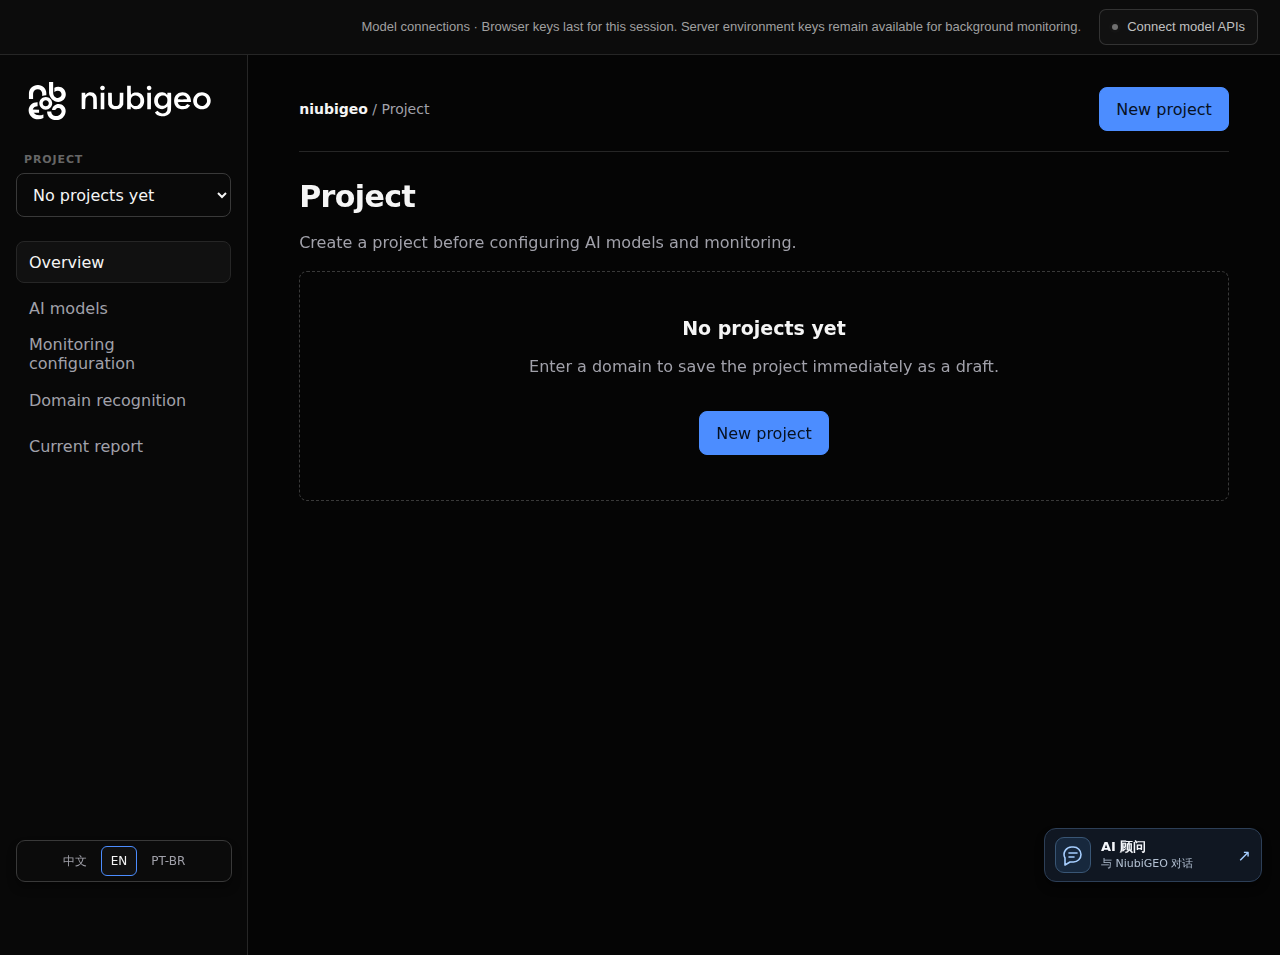 Model connections · Browser keys last for this session. Server environment keys remain available for background monitoring.
Connect model APIs
niubigeo
PROJECT
No projects yet
Overview
AI models
Monitoring
configuration
Domain recognition
Current report
中文 EN PT-BR
niubigeo / Project
New project
Project
Create a project before configuring AI models and monitoring.
No projects yet
Enter a domain to save the project immediately as a draft.
New project
AI 顾问
与 NiubiGEO 对话